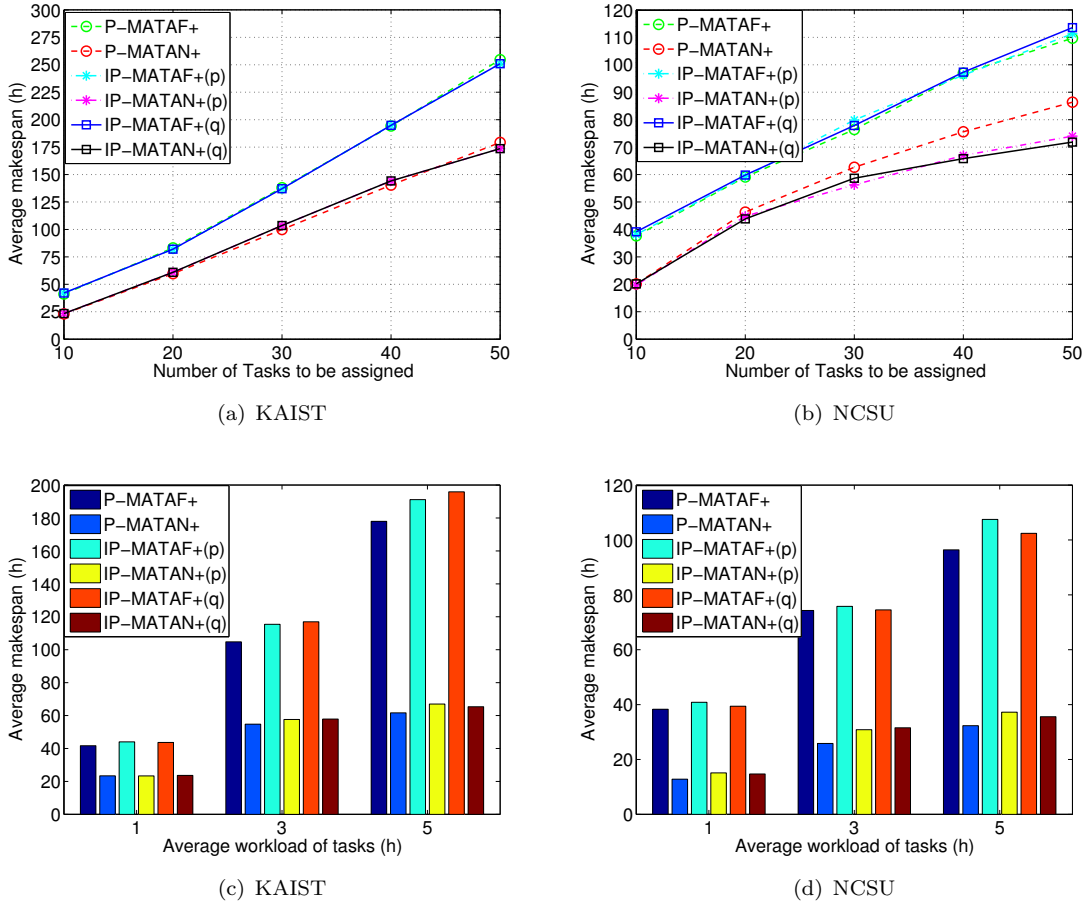 300
275
250
225
200
175
150
125
100
75
50
25
0
Average makespan (h)
P−MATAF+
P−MATAN+
IP−MATAF+(p)
IP−MATAN+(p)
IP−MATAF+(q)
IP−MATAN+(q)
10 20 30 40 50
Number of Tasks to be assigned
(a) KAIST
120
110
100
90
80
70
60
50
40
30
20
10
0
Average makespan (h)
P−MATAF+
P−MATAN+
IP−MATAF+(p)
IP−MATAN+(p)
IP−MATAF+(q)
IP−MATAN+(q)
10 20 30 40 50
Number of Tasks to be assigned
(b) NCSU
200
180
160
140
120
100
80
60
40
20
0
Average makespan (h)
P−MATAF+
P−MATAN+
IP−MATAF+(p)
IP−MATAN+(p)
IP−MATAF+(q)
IP−MATAN+(q)
1 3 5
Average workload of tasks (h)
(c) KAIST
120
100
80
60
40
20
0
Average makespan (h)
P−MATAF+
P−MATAN+
IP−MATAF+(p)
IP−MATAN+(p)
IP−MATAF+(q)
IP−MATAN+(q)
1 3 5
Average workload of tasks (h)
(d) NCSU